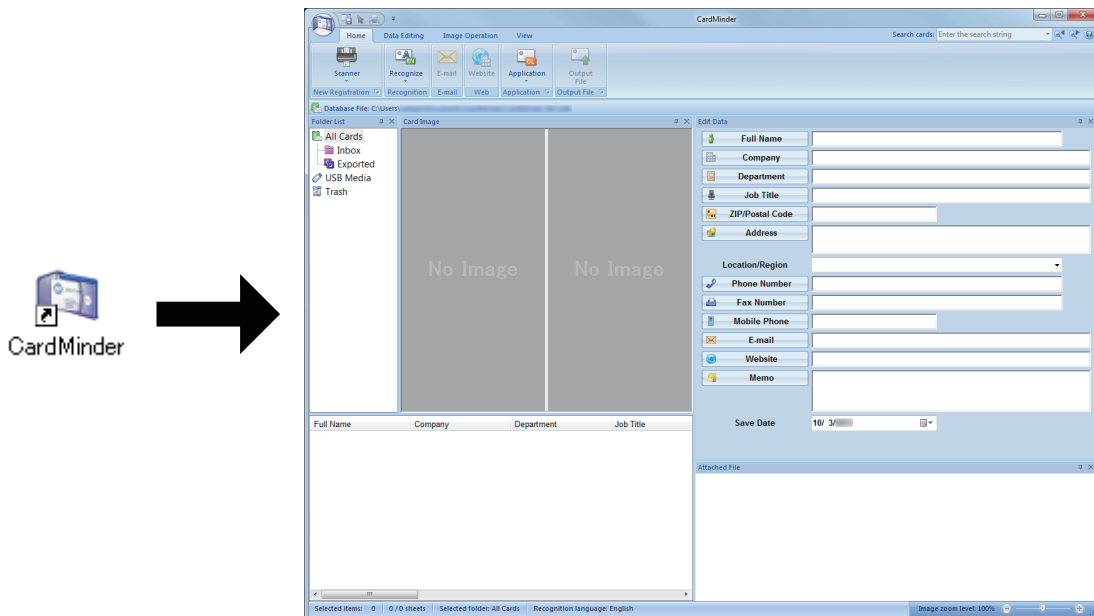 CardMinder
CardMinder
Home Data Editing Image Operation View
Search cards: Enter the search string
Scanner Recognize E-mail Website Application Output File
New Registration Recognition E-mail Web Application Output File
Database File: C:\Users\
Folder List Card Image Edit Data
All Cards
Inbox
Exported
USB Media
Trash
No Image No Image
Full Name
Company
Department
Job Title
ZIP/Postal Code
Address
Location/Region
Phone Number
Fax Number
Mobile Phone
E-mail
Website
Memo
Save Date 10/ 3/
Full Name Company Department Job Title
Attached File
Selected items: 0 0 / 0 sheets Selected folder: All Cards Recognition language: English Image zoom level: 100%